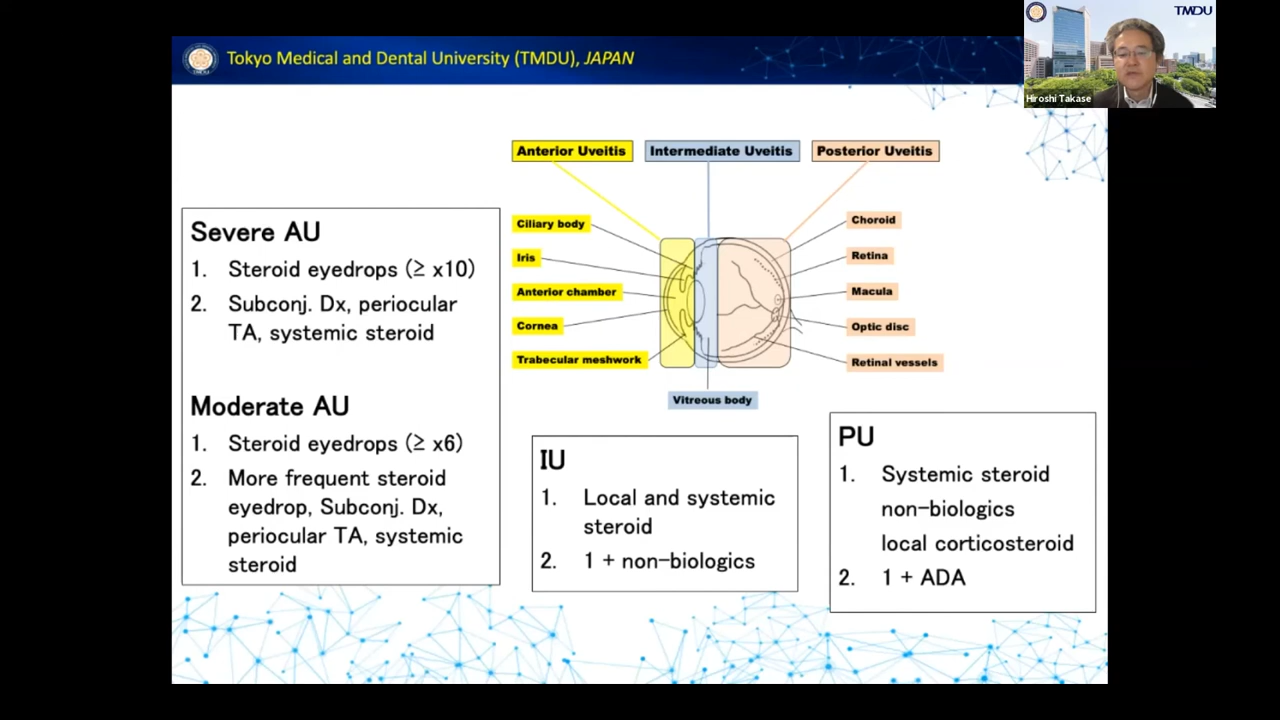 TMDU
Hiroshi Takase
Tokyo Medical and Dental University (TMDU), JAPAN
Anterior Uveitis
Intermediate Uveitis
Posterior Uveitis
Ciliary body
Iris
Anterior chamber
Cornea
Trabecular meshwork
Choroid
Retina
Macula
Optic disc
Retinal vessels
Vitreous body
Severe AU
1. Steroid eyedrops (≥ x10)
2. Subconj. Dx, periocular
TA, systemic steroid
Moderate AU
1. Steroid eyedrops (≥ x6)
2. More frequent steroid
eyedrop, Subconj. Dx,
periocular TA, systemic
steroid
IU
1. Local and systemic
steroid
2. 1 + non-biologics
PU
1. Systemic steroid
non-biologics
local corticosteroid
2. 1 + ADA